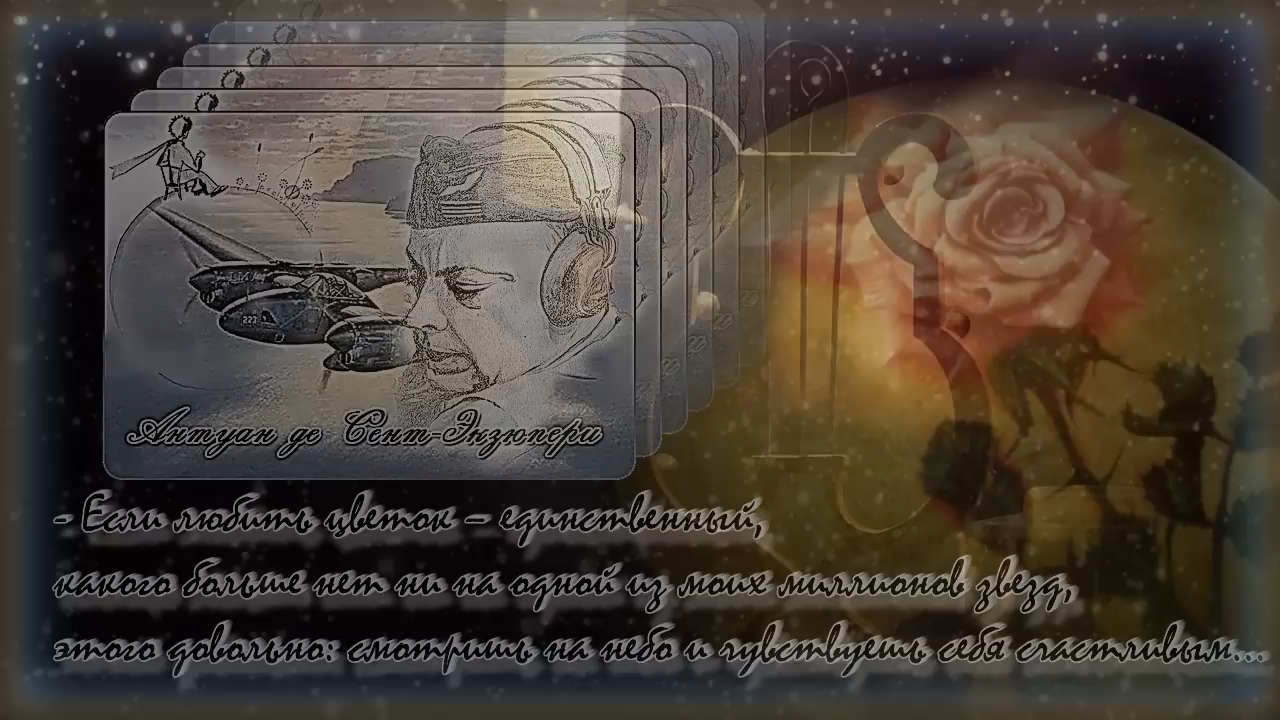 222
Антуан де Сент-Экзюпери
- Если любить цветок – единственный,
какого больше нет ни на одной из моих миллионов звезд,
этого довольно: смотришь на небо и чувствуешь себя счастливым...